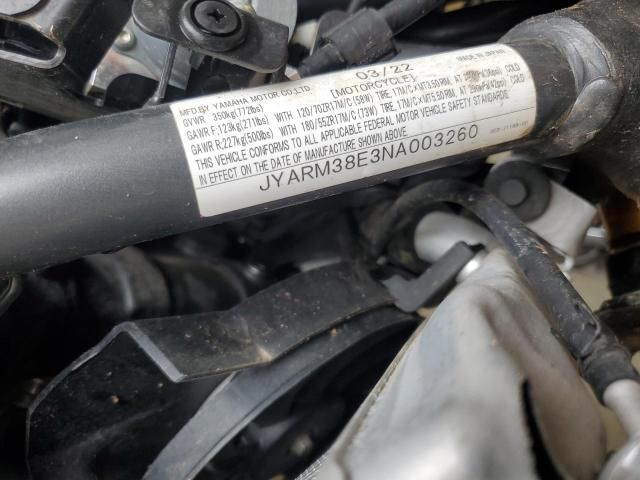 YAMAHA
03/22
MADE IN JAPAN
MFD BY YAMAHA MOTOR CO.,LTD. [MOTORCYCLE]
GVWR 350kg(772lbs)
GAWR F:123kg(271lbs) WITH 120/70ZR17M/C (58W) TIRE, 17M/C×MT3.50 RIM, AT COLD
GAWR R:227kg(500lbs) WITH 180/55ZR17M/C (73W) TIRE, 17M/C×MT5.50 RIM, AT COLD
THIS VEHICLE CONFORMS TO ALL APPLICABLE FEDERAL MOTOR VEHICLE SAFETY STANDARDS
IN EFFECT ON THE DATE OF MANUFACTURE SHOWN ABOVE.
JYARM38E3NA003260